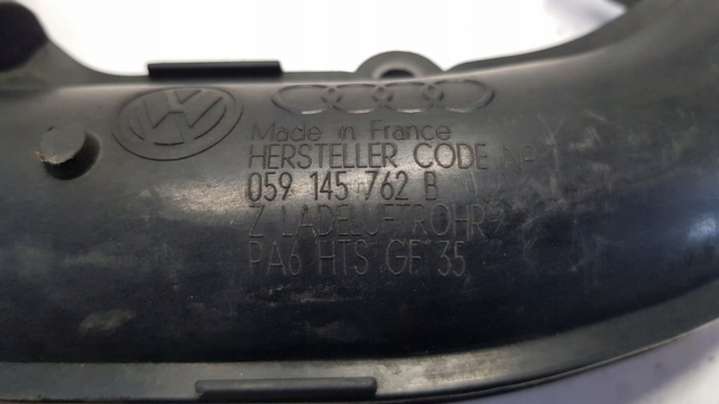 Made in France
HERSTELLER CODE
059 145 762 B
Z LADELUFTROHR
PA6 HTS GF 35